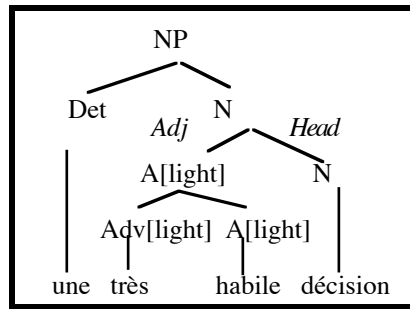 NP
Det N
Adj Head
A[light] N
Adv[light] A[light]
une très habile décision